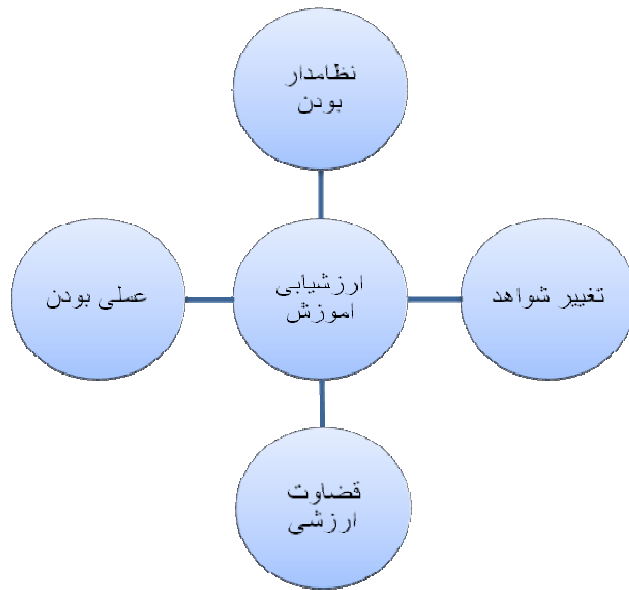 نظامدار
بودن
تغییر شواهد
ارزشیابی
اموزش
عملی بودن
قضاوت
ارزشی